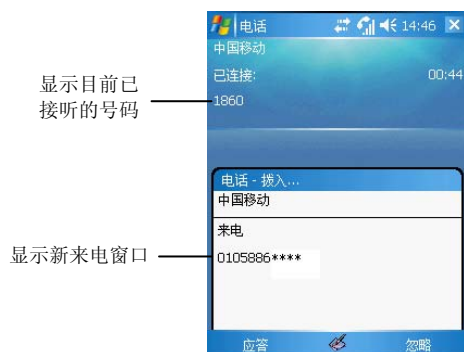 电话 14:46
中国移动
已连接: 00:44
1860
显示目前已
接听的号码
电话 - 拨入...
中国移动
来电
0105886****
显示新来电窗口
应答 忽略